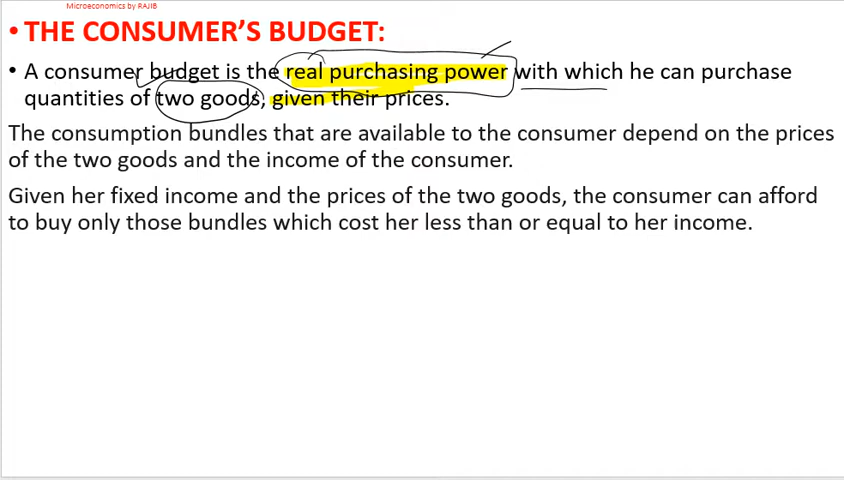 Microeconomics by RAJIB
• THE CONSUMER'S BUDGET:
• A consumer budget is the real purchasing power with which he can purchase
quantities of two goods, given their prices.
The consumption bundles that are available to the consumer depend on the prices
of the two goods and the income of the consumer.
Given her fixed income and the prices of the two goods, the consumer can afford
to buy only those bundles which cost her less than or equal to her income.